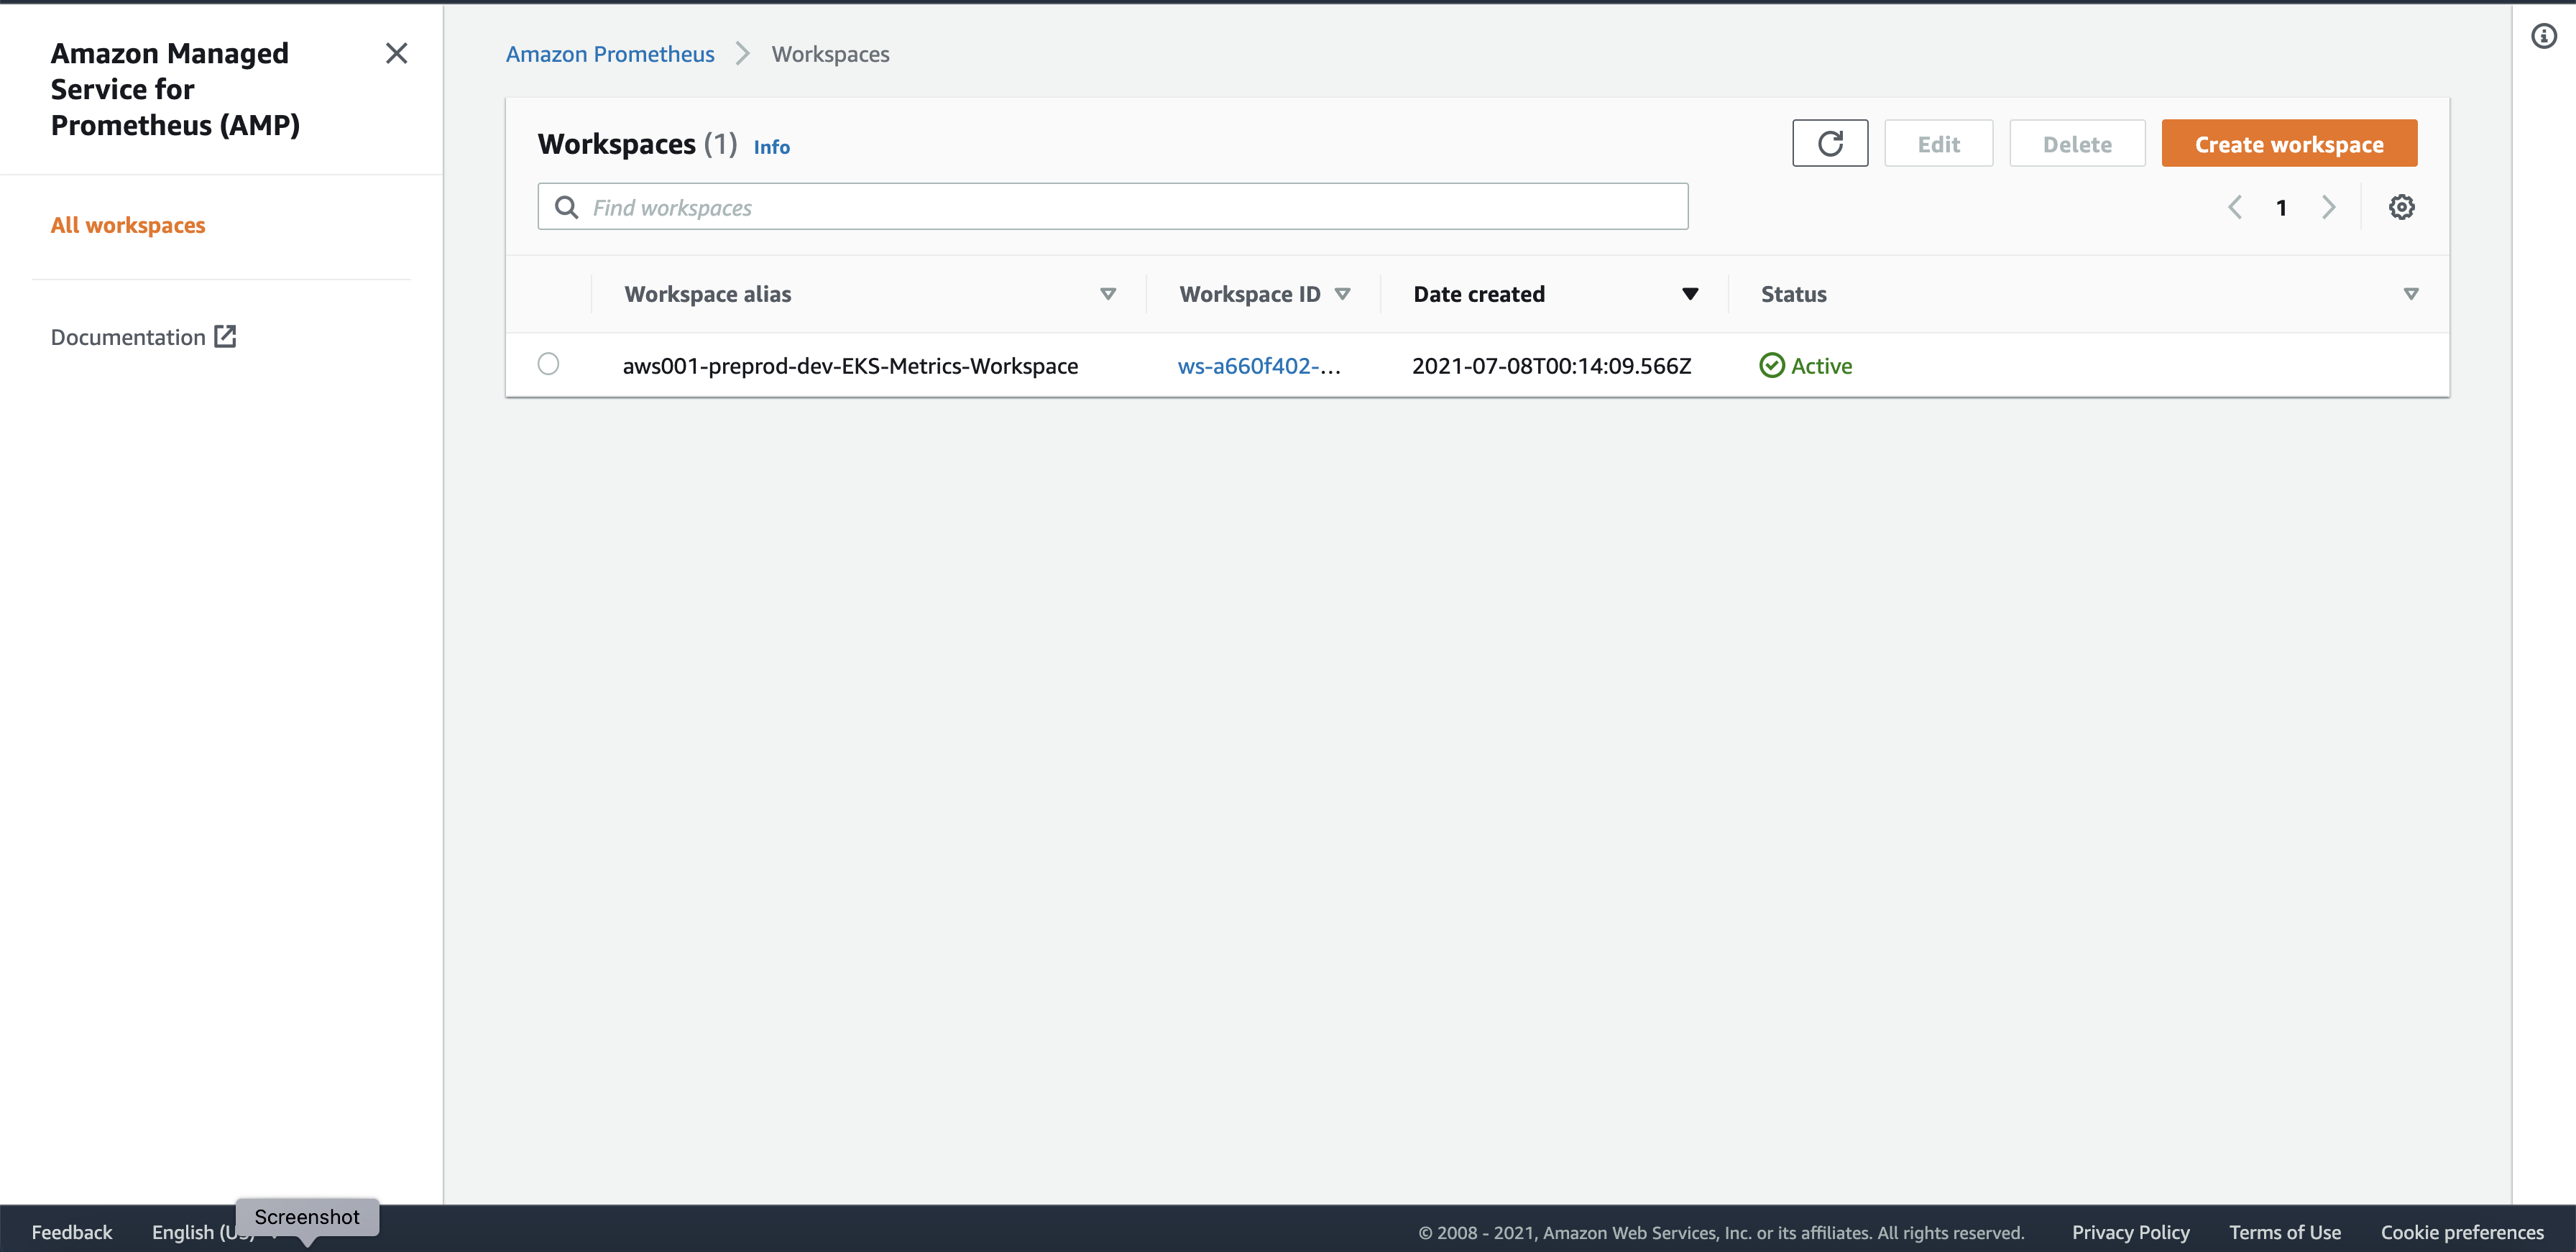 Amazon Managed
Service for
Prometheus (AMP)
All workspaces
Documentation
Amazon Prometheus
Workspaces
Workspaces (1) Info
Edit
Delete
Create workspace
Find workspaces
1
Workspace alias
Workspace ID
Date created
Status
aws001-preprod-dev-EKS-Metrics-Workspace
ws-a660f402-...
2021-07-08T00:14:09.566Z
Active
Screenshot
Feedback
English (US)
© 2008 - 2021, Amazon Web Services, Inc. or its affiliates. All rights reserved.
Privacy Policy
Terms of Use
Cookie preferences